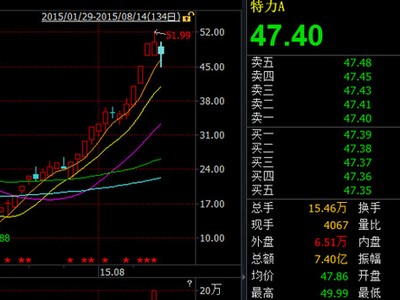 2015/01/29-2015/08/14(134日)
51.99
52.00
45.00
38.00
31.00
24.00
17.00
10.00
88
15.08
?
20万
特力A
47.40
卖五 47.48
卖四 47.45
卖三 47.43
卖二 47.41
卖一 47.40
买一 47.39
买二 47.38
买三 47.37
买四 47.36
买五 47.35
总手 15.46万 换手
现手 4067 量比
外盘 6.51万 内盘
总额 7.40亿 振幅
均价 47.86 开盘
最高 49.99 最低